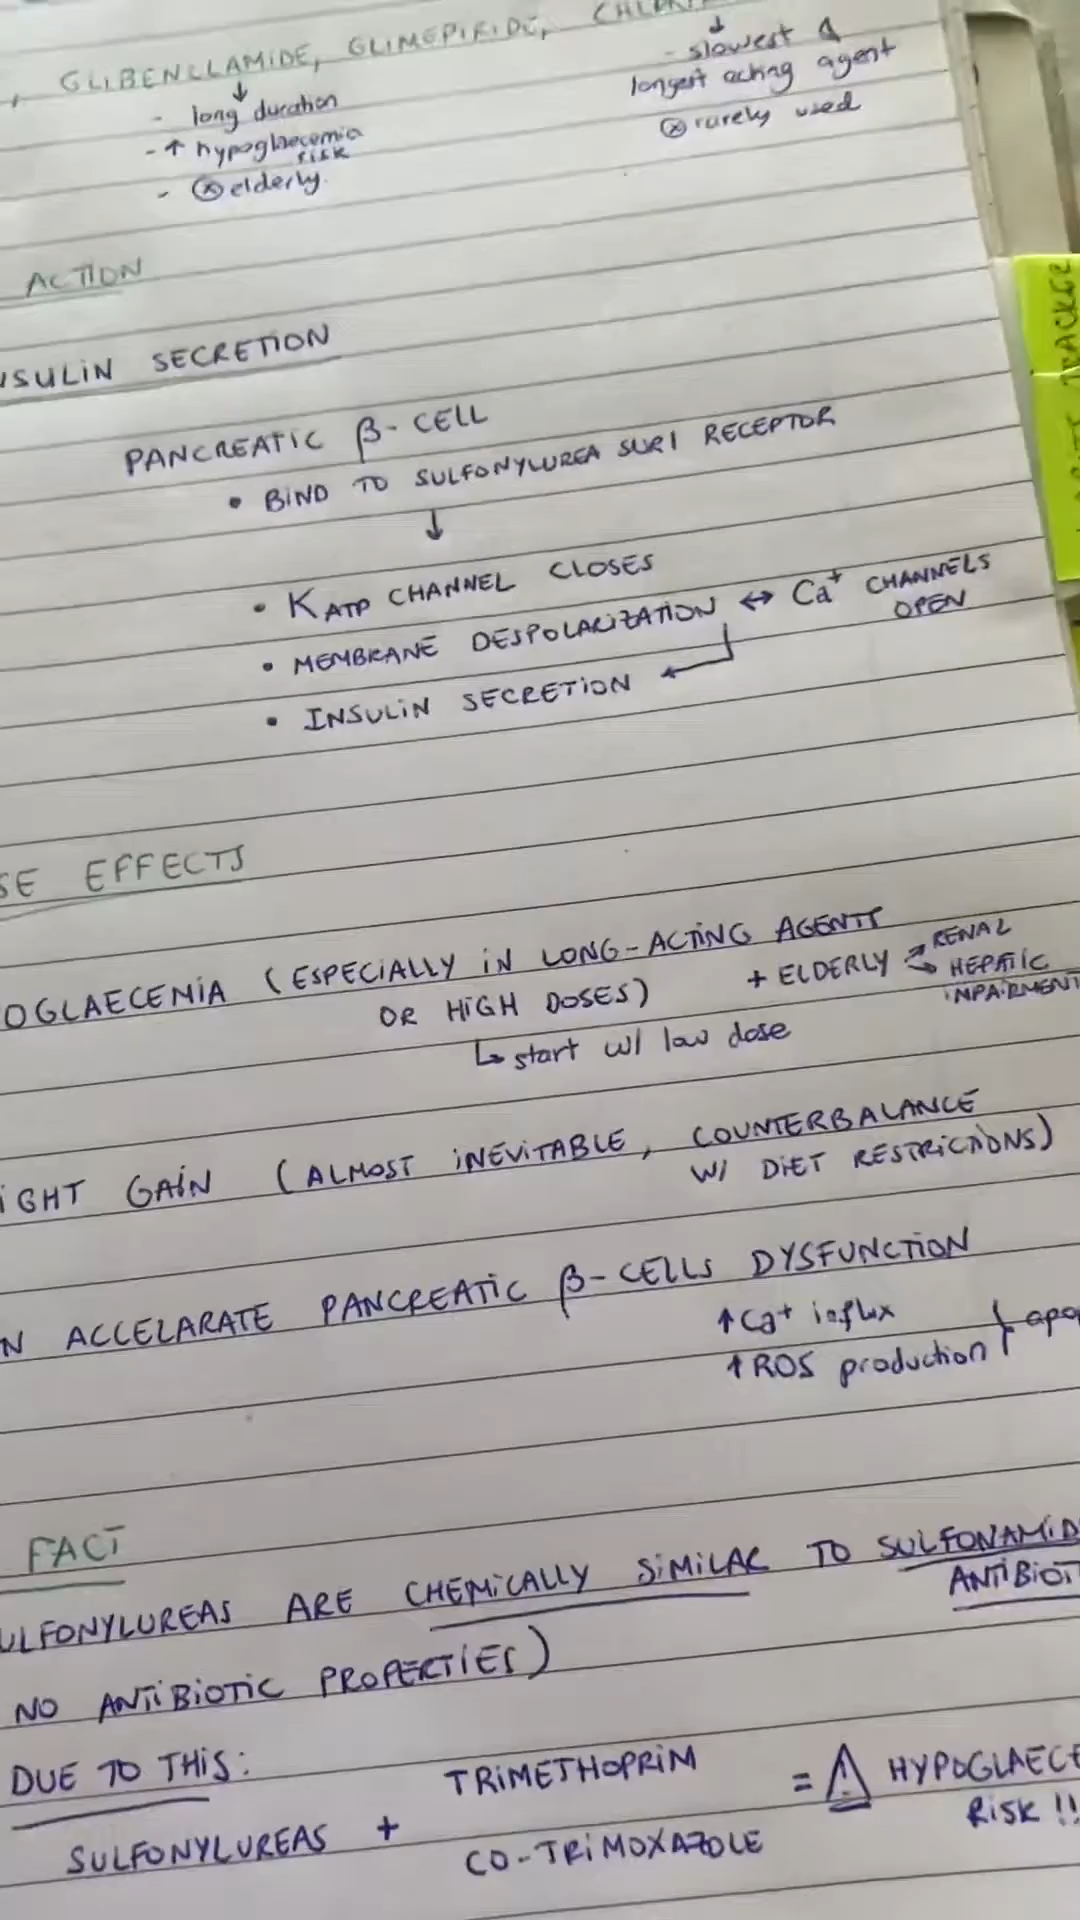 , GLIBENCLAMIDE, GLIMEPIRIDE,
↓
- long duration
- ↑ hypoglaecemia risk
- ⓧ elderly
↓
- slowest &
longest acting agent
ⓧ rarely used
ACTION
NSULIN SECRETION
PANCREATIC β-CELL
• BIND TO SULFONYLUREA SUR1 RECEPTOR
↓
• KATP CHANNEL CLOSES
• MEMBRANE DESPOLARIZATION ↔ Ca+ CHANNELS OPEN
• INSULIN SECRETION ←
SE EFFECTS
OGLAECEMIA (ESPECIALLY IN LONG-ACTING AGENTS
OR HIGH DOSES)
+ ELDERLY → RENAL
→ HEPATIC
IMPAIRMENT
↳ start w/ low dose
IGHT GAIN (ALMOST INEVITABLE, COUNTERBALANCE
W/ DIET RESTRICTIONS)
N ACCELARATE PANCREATIC β-CELLS DYSFUNCTION
↑ Ca+ influx
↑ ROS production } apo
FACT
ULFONYLUREAS ARE CHEMICALLY SIMILAR TO SULFONAMID
ANTIBIOT
NO ANTIBIOTIC PROPERTIES)
DUE TO THIS:
SULFONYLUREAS + TRIMETHOPRIM
CO-TRIMOXAZOLE
= ⚠ HYPOGLAECE
RISK !!